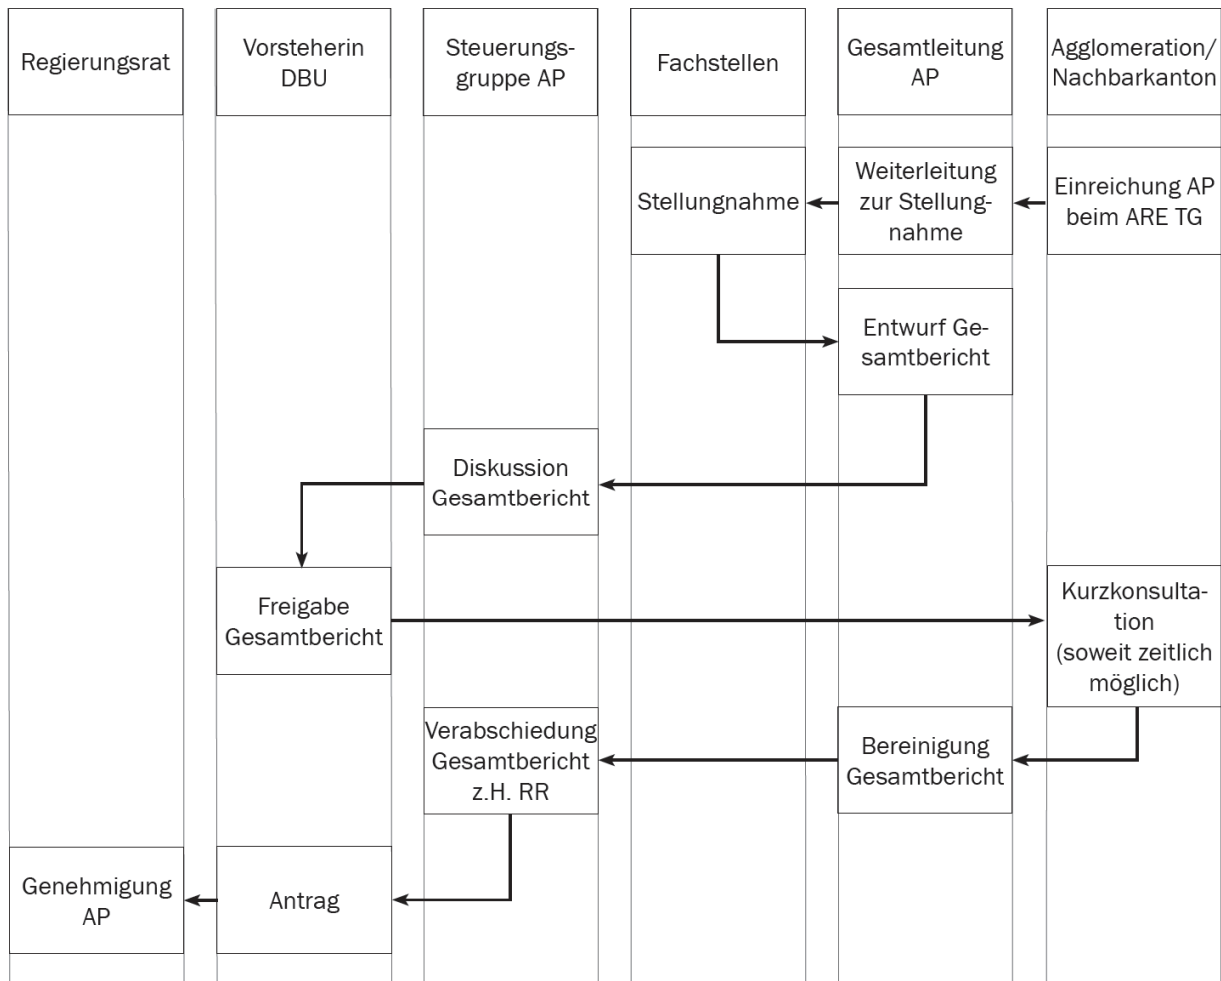 Regierungsrat
Vorsteherin
DBU
Steuerungs-
gruppe AP
Fachstellen
Gesamtleitung
AP
Agglomeration/
Nachbarkanton
Stellungnahme
Weiterleitung
zur Stellung-
nahme
Einreichung AP
beim ARE TG
Entwurf Ge-
samtbericht
Diskussion
Gesamtbericht
Freigabe
Gesamtbericht
Kurzkonsulta-
tion
(soweit zeitlich
möglich)
Verabschiedung
Gesamtbericht
z.H. RR
Bereinigung
Gesamtbericht
Genehmigung
AP
Antrag